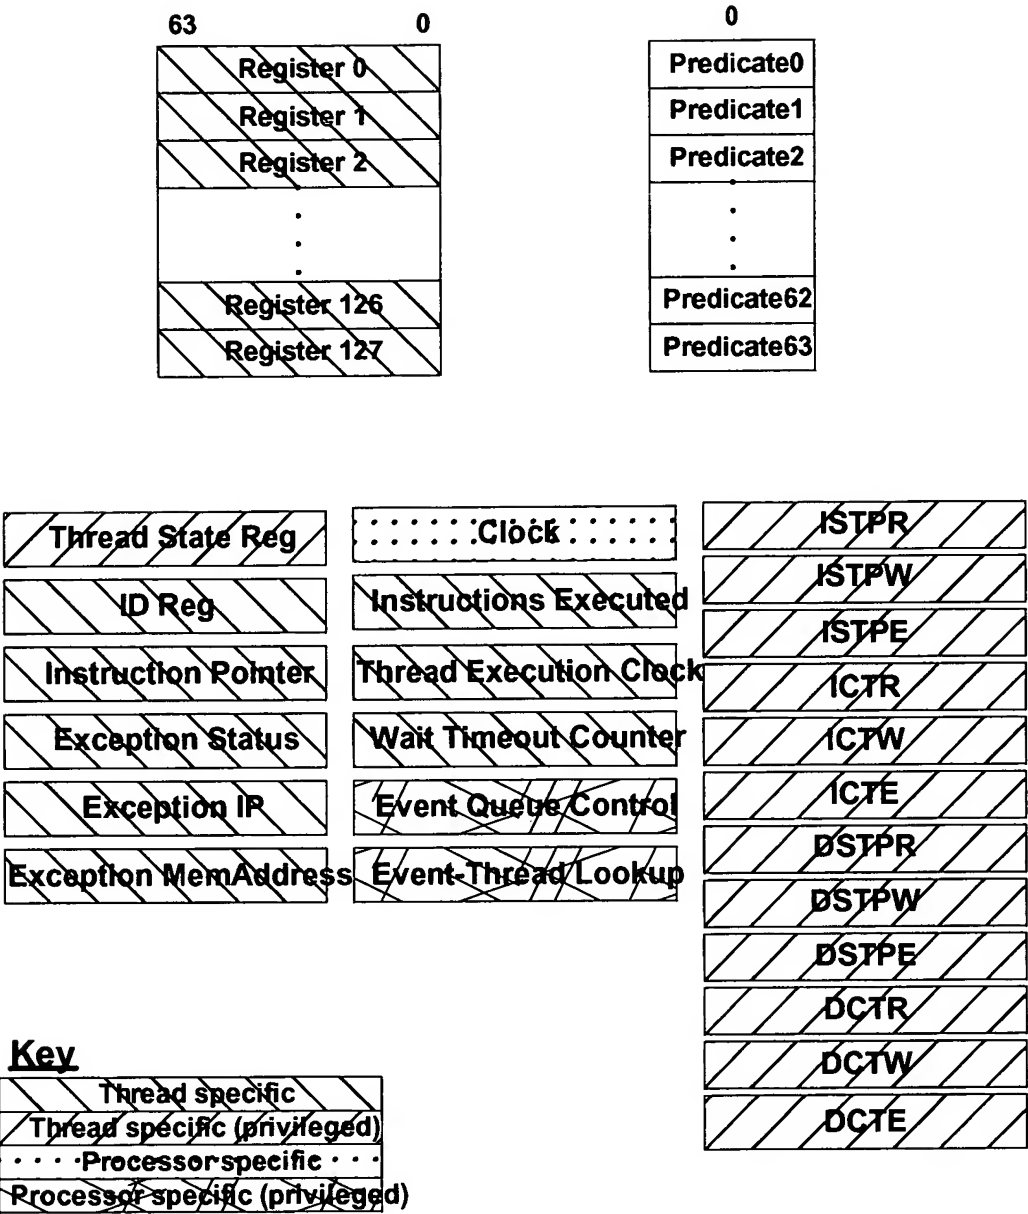 63 0
Register 0
Register 1
Register 2
Register 126
Register 127
0
Predicate0
Predicate1
Predicate2
Predicate62
Predicate63
Thread State Reg
ID Reg
Instruction Pointer
Exception Status
Exception IP
Exception MemAddress
Clock
Instructions Executed
Thread Execution Clock
Wait Timeout Counter
Event Queue Control
Event-Thread Lookup
ISTPR
ISTPW
ISTPE
ICTR
ICTW
ICTE
DSTPR
DSTPW
DSTPE
DCTR
DCTW
DCTE
Key
Thread specific
Thread specific (privileged)
Processor specific
Processor specific (privileged)